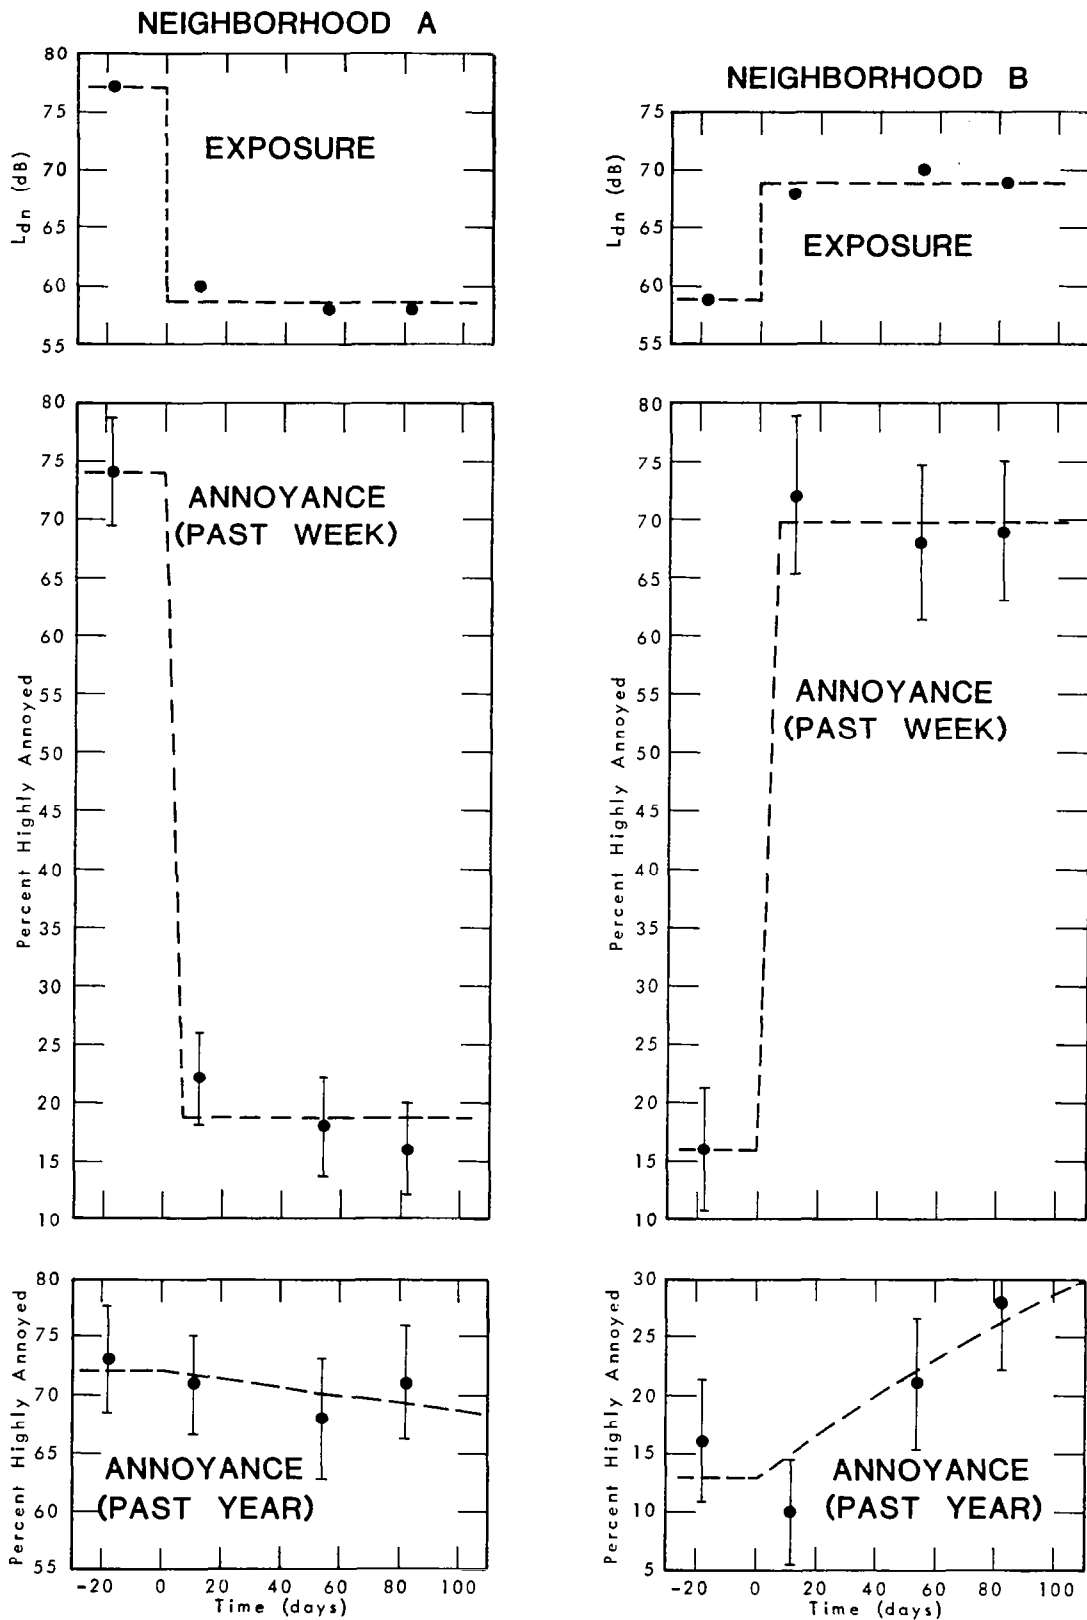 NEIGHBORHOOD A
80
75
70
65
60
55
L_dn (dB)
EXPOSURE
80
75
70
65
60
55
50
45
40
35
30
25
20
15
10
Percent Highly Annoyed
ANNOYANCE
(PAST WEEK)
80
75
70
65
60
55
Percent Highly Annoyed
ANNOYANCE
(PAST YEAR)
-20 0 20 40 60 80 100
Time (days)
NEIGHBORHOOD B
75
70
65
60
55
L_dn (dB)
EXPOSURE
80
75
70
65
60
55
50
45
40
35
30
25
20
15
10
Percent Highly Annoyed
ANNOYANCE
(PAST WEEK)
30
25
20
15
10
5
Percent Highly Annoyed
ANNOYANCE
(PAST YEAR)
-20 0 20 40 60 80 100
Time (days)